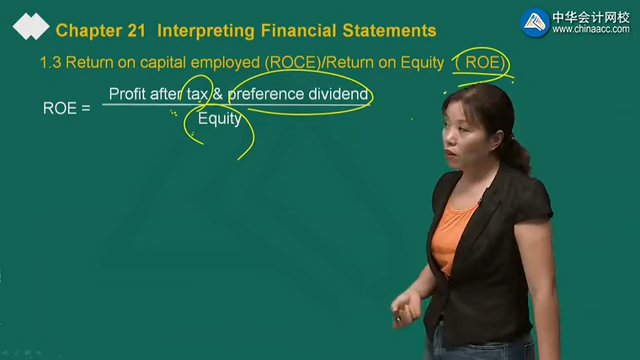 Chapter 21 Interpreting Financial Statements
中华会计网校
www.chinaacc.com
1.3 Return on capital employed (ROCE)/Return on Equity (ROE)
Profit after tax & preference dividend
ROE =
Equity